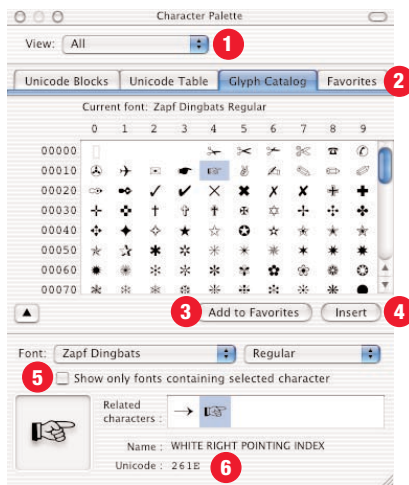 Character Palette
View: All 1
Unicode Blocks Unicode Table Glyph Catalog Favorites 2
Current font: Zapf Dingbats Regular
0 1 2 3 4 5 6 7 8 9
00000
00010
00020
00030
00040
00050
00060
00070
3 Add to Favorites Insert 4
Font: Zapf Dingbats Regular
5 Show only fonts containing selected character
Related
characters : → ☞
Name : WHITE RIGHT POINTING INDEX
Unicode : 261E 6